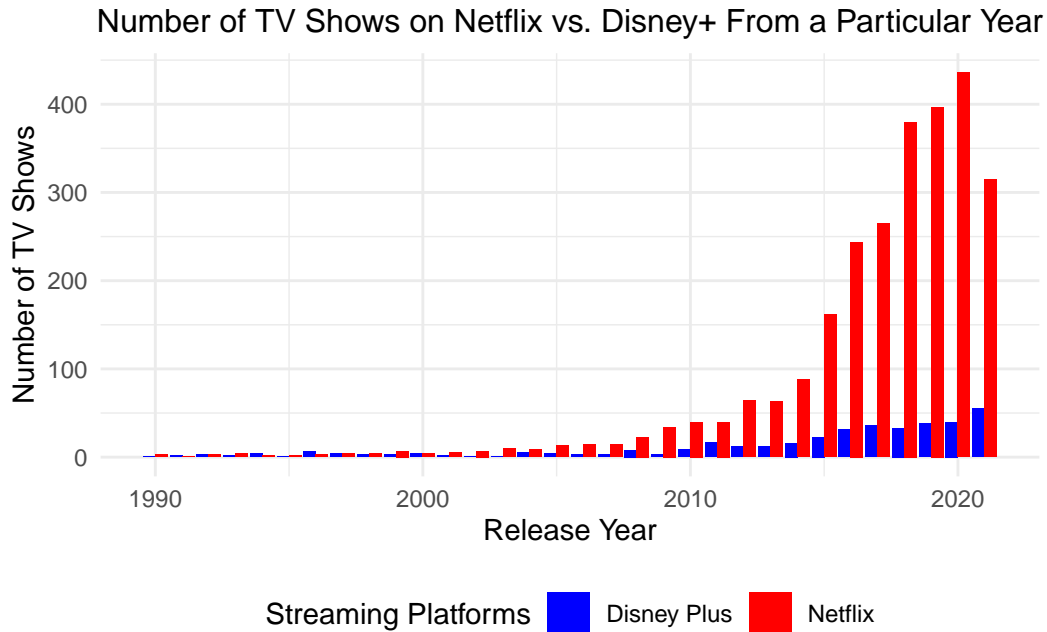 Number of TV Shows on Netflix vs. Disney+ From a Particular Year
Number of TV Shows
400
300
200
100
0
1990 2000 2010 2020
Release Year
Streaming Platforms Disney Plus Netflix